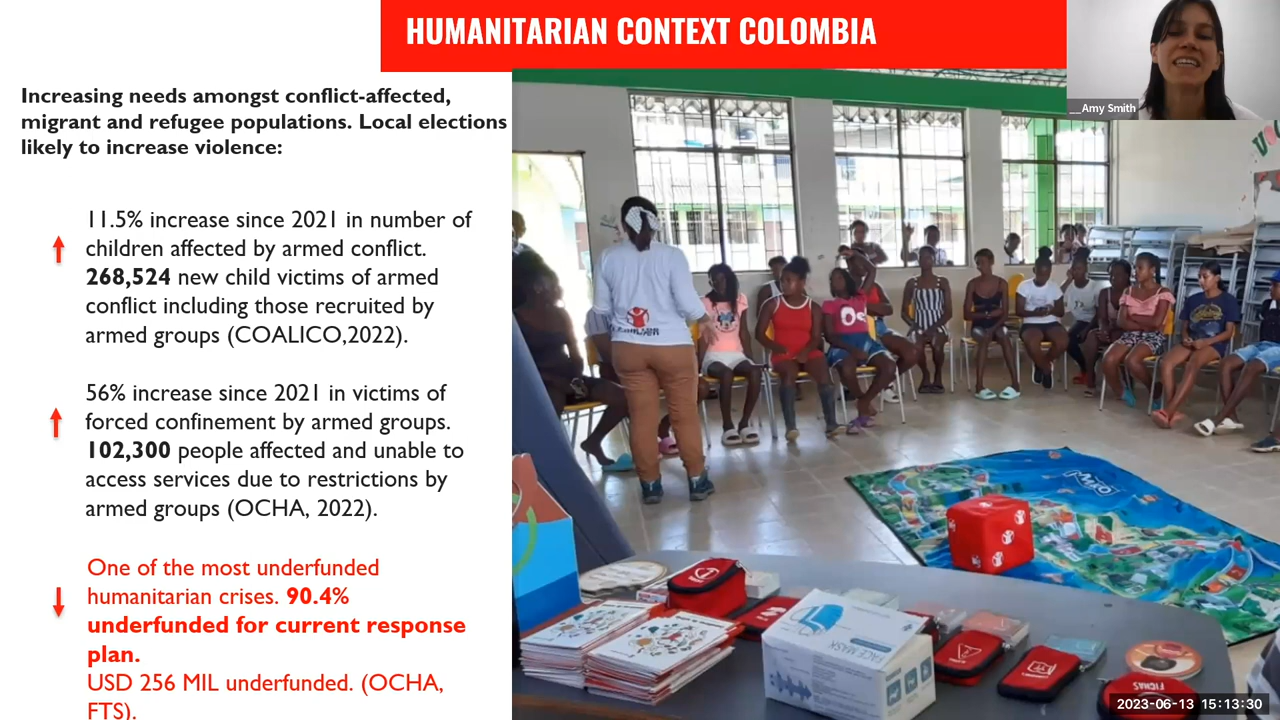 HUMANITARIAN CONTEXT COLOMBIA
Amy Smith
Increasing needs amongst conflict-affected,
migrant and refugee populations. Local elections
likely to increase violence:
11.5% increase since 2021 in number of
children affected by armed conflict.
268,524 new child victims of armed
conflict including those recruited by
armed groups (COALICO,2022).
56% increase since 2021 in victims of
forced confinement by armed groups.
102,300 people affected and unable to
access services due to restrictions by
armed groups (OCHA, 2022).
One of the most underfunded
humanitarian crises. 90.4%
underfunded for current response
plan.
USD 256 MIL underfunded. (OCHA,
FTS).
FACE MASK
FICHAS
2023-06-13 15:13:30